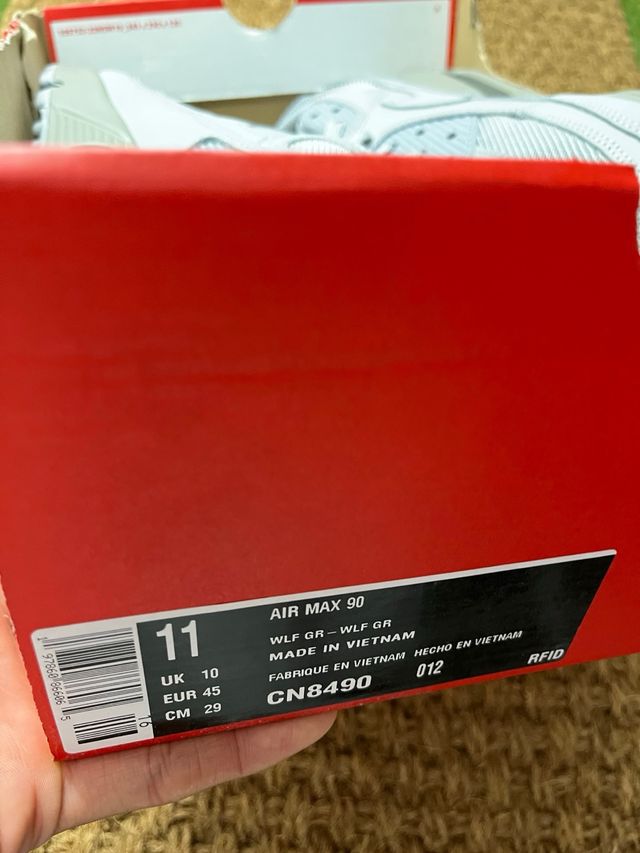 11
UK 10
EUR 45
CM 29
AIR MAX 90
WLF GR – WLF GR
MADE IN VIETNAM
FABRIQUE EN VIETNAM HECHO EN VIETNAM
CN8490 012
RFID
16